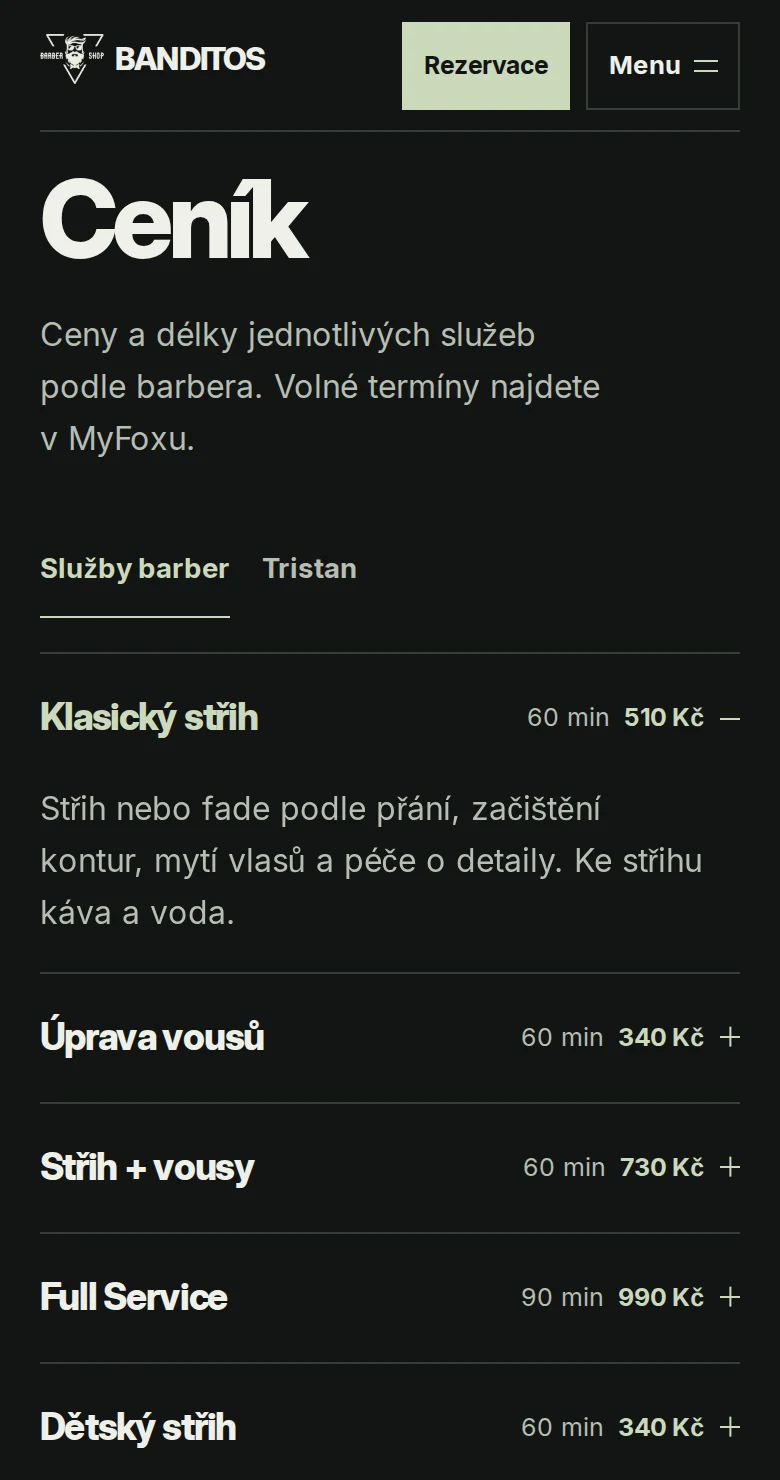 BARBER SHOP
BANDITOS
Rezervace
Menu
Ceník
Ceny a délky jednotlivých služeb
podle barbera. Volné termíny najdete
v MyFoxu.
Služby barber
Tristan
Klasický střih
60 min 510 Kč
Střih nebo fade podle přání, začištění
kontur, mytí vlasů a péče o detaily. Ke střihu
káva a voda.
Úprava vousů
60 min 340 Kč
Střih + vousy
60 min 730 Kč
Full Service
90 min 990 Kč
Dětský střih
60 min 340 Kč